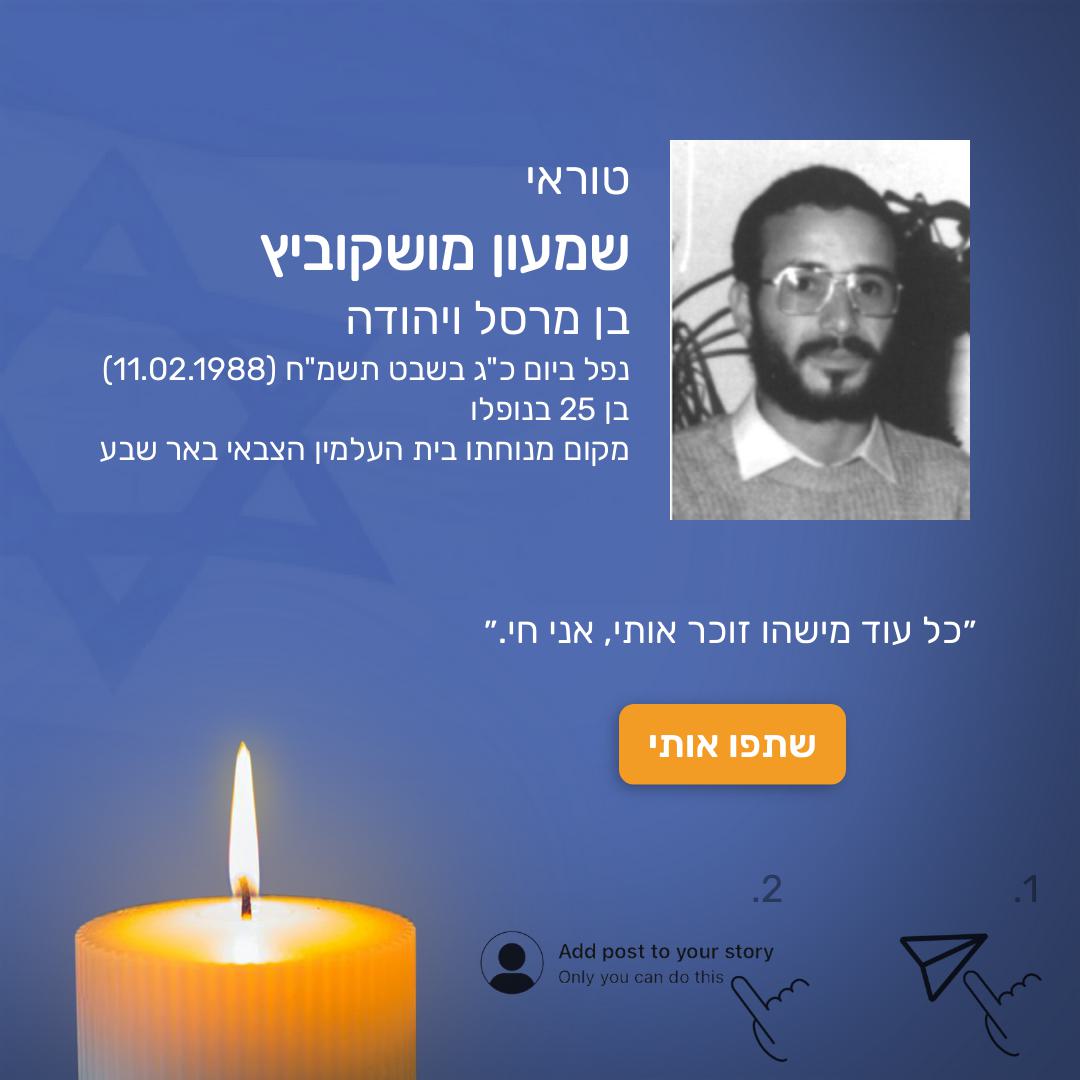 טוראי
שמעון מושקוביץ
בן מרסל ויהודה
נפל ביום כ"ג בשבט תשמ"ח (11.02.1988)
בן 25 בנופלו
מקום מנוחתו בית העלמין הצבאי באר שבע
״כל עוד מישהו זוכר אותי, אני חי.״
שתפו אותי
1.
2.
Add post to your story
Only you can do this